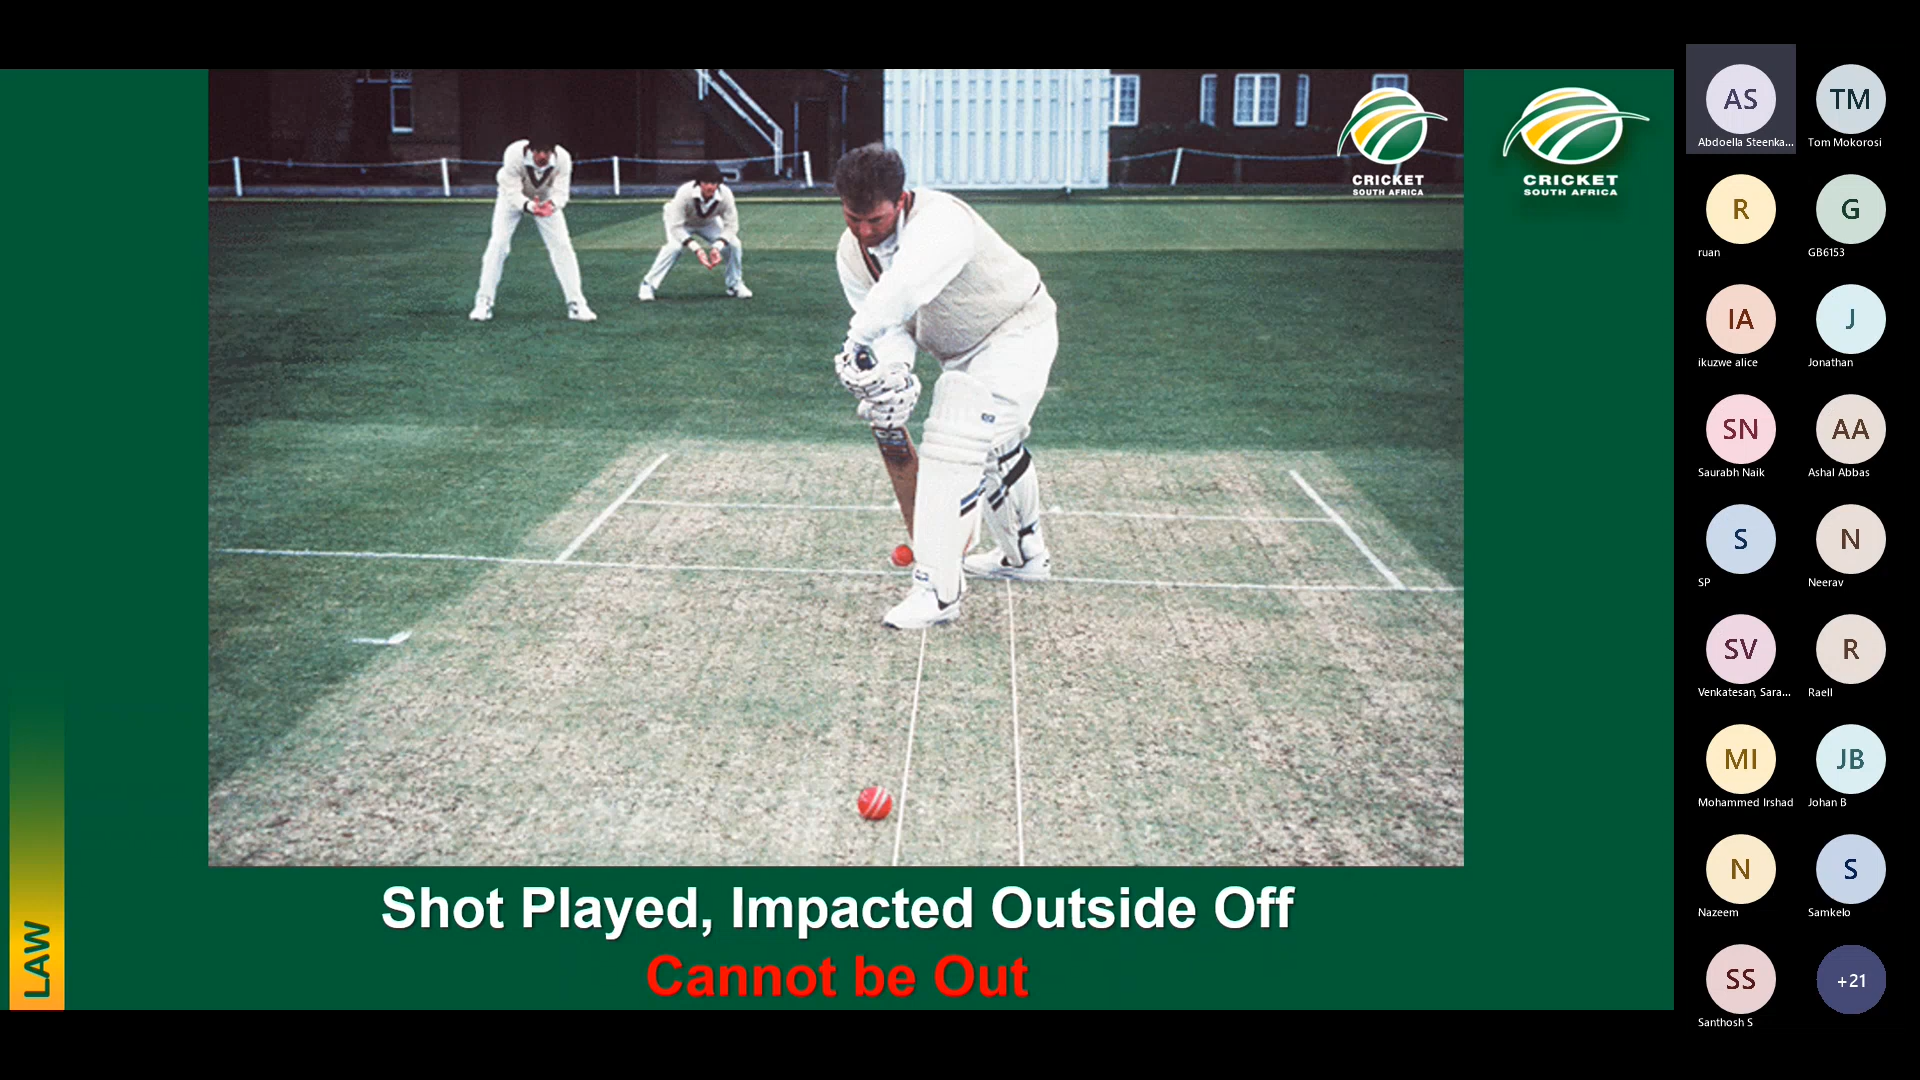 CRICKET
SOUTH AFRICA
CRICKET
SOUTH AFRICA
Shot Played, Impacted Outside Off
Cannot be Out
LAW
AS
Abdoella Steenka...
TM
Tom Mokorosi
R
ruan
G
GB6153
IA
ikuzwe alice
J
Jonathan
SN
Saurabh Naik
AA
Ashal Abbas
S
SP
N
Neerav
SV
Venkatesan, Sara...
R
Raell
MI
Mohammed Irshad
JB
Johan B
N
Nazeem
S
Samkelo
SS
Santhosh S
+21